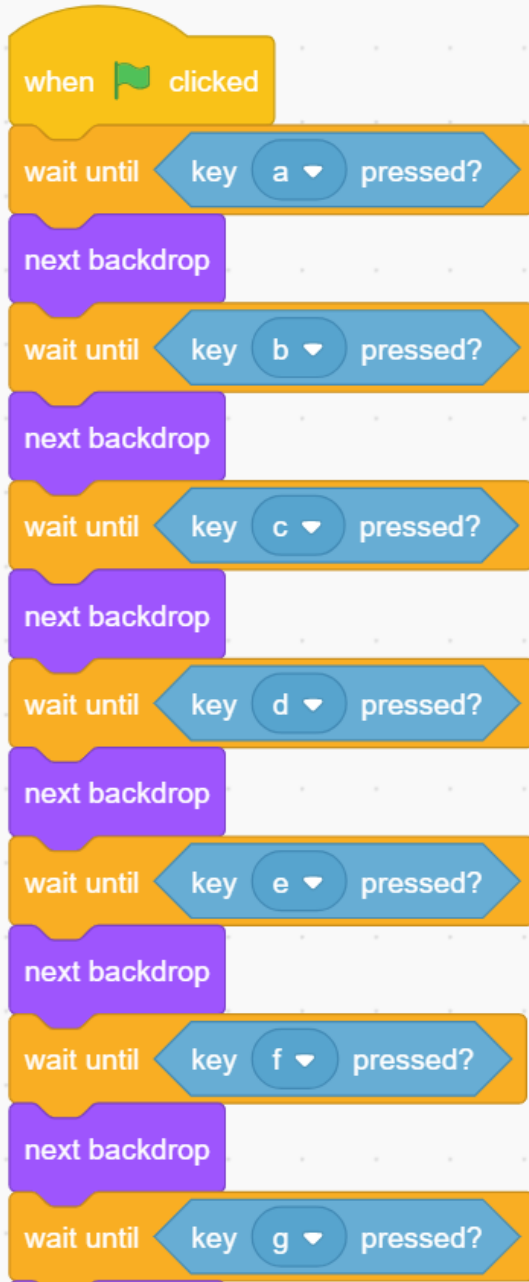 when clicked
wait until key a pressed?
next backdrop
wait until key b pressed?
next backdrop
wait until key c pressed?
next backdrop
wait until key d pressed?
next backdrop
wait until key e pressed?
next backdrop
wait until key f pressed?
next backdrop
wait until key g pressed?